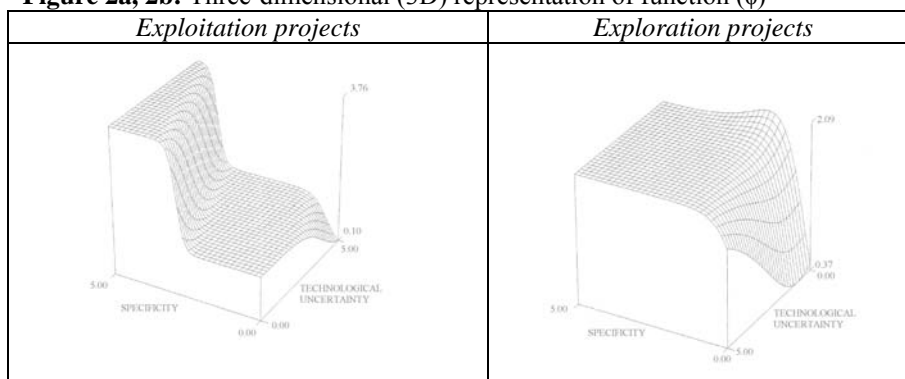 Figure 2a, 2b: Three-dimensional (3D) representation of function (φ)
Exploitation projects
Exploration projects
3.76
0.10
5.00
5.00
SPECIFICITY
0.00
0.00
TECHNOLOGICAL
UNCERTAINTY
2.09
0.37
0.00
5.00
SPECIFICITY
0.00
5.00
TECHNOLOGICAL
UNCERTAINTY